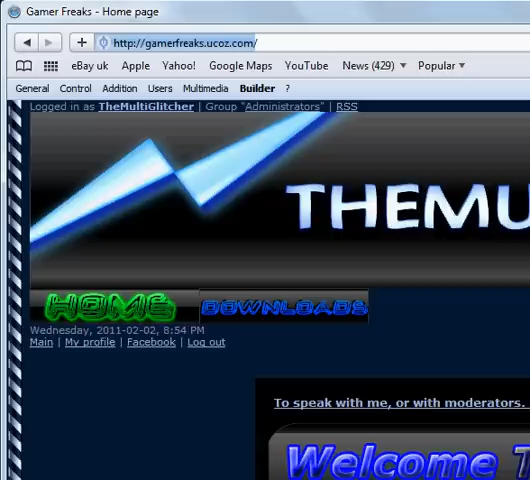 Gamer Freaks - Home page
http://gamerfreaks.ucoz.com/
eBay uk Apple Yahoo! Google Maps YouTube News (429) Popular
General Control Addition Users Multimedia Builder ?
Logged in as TheMultiGlitcher | Group "Administrators" | RSS
THEMU
HOME DOWNLOADS
Wednesday, 2011-02-02, 8:54 PM
Main | My profile | Facebook | Log out
To speak with me, or with moderators.
Welcome T